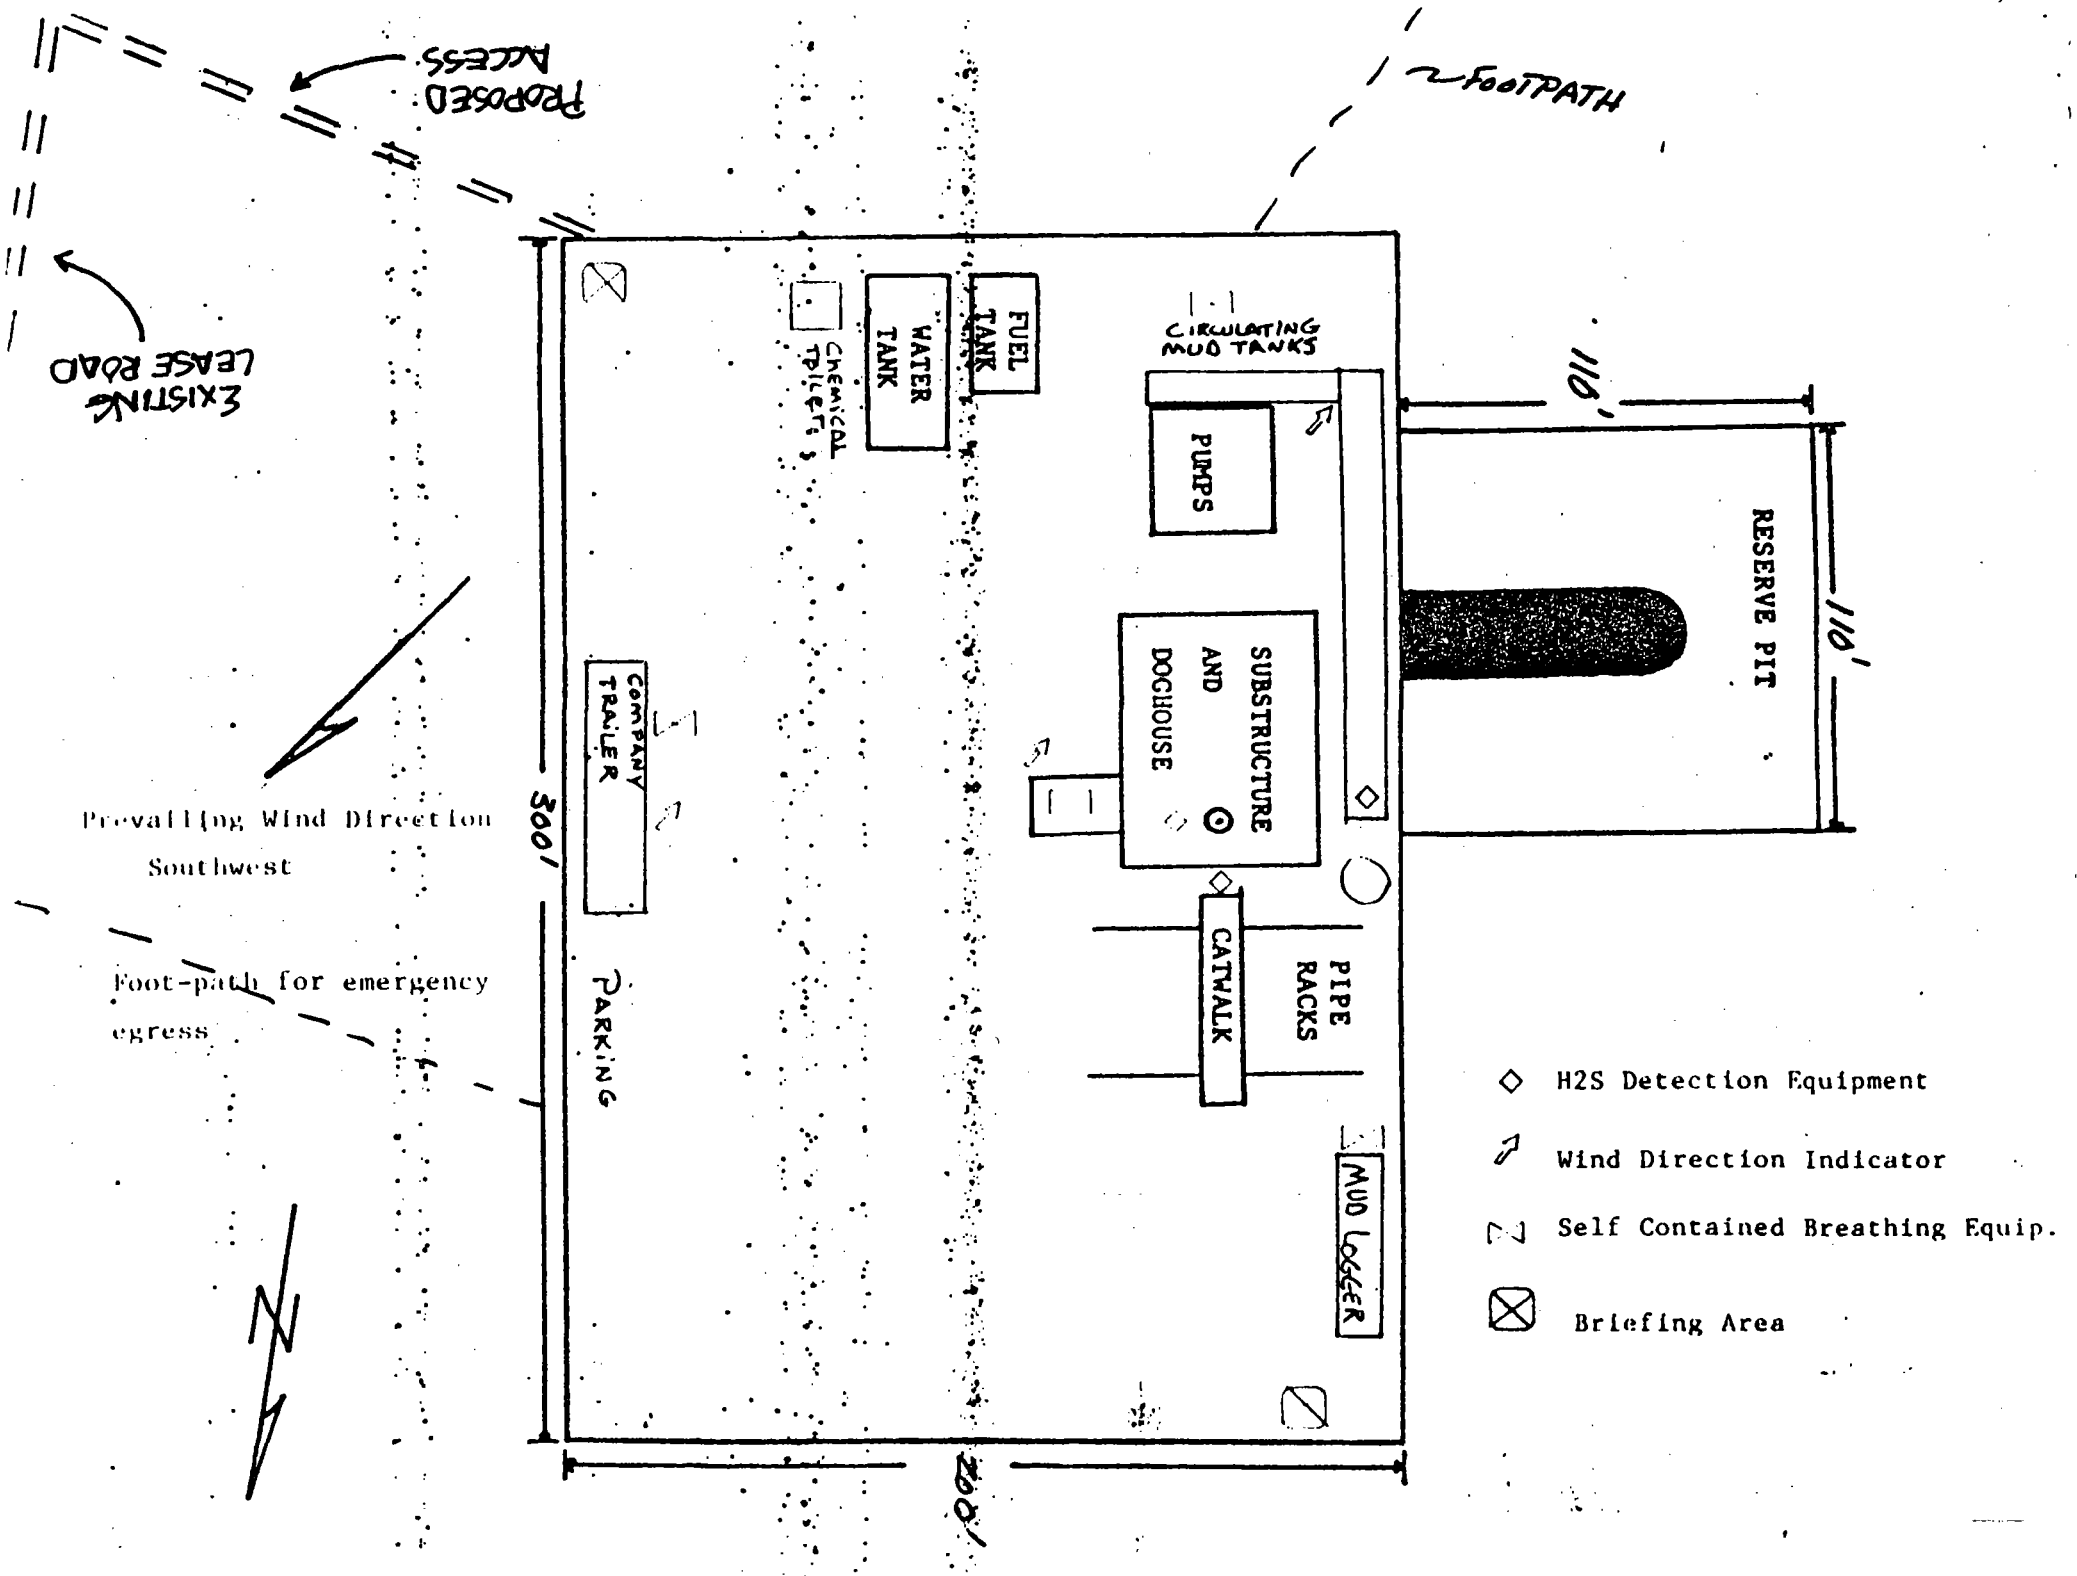 PROPOSED
ACCESS
FOOTPATH
EXISTING
LEASE ROAD
CHEMICAL
TOILETS
WATER
TANK
FUEL
TANK
CIRCULATING
MUD TANKS
110'
PUMPS
RESERVE PIT
110'
SUBSTRUCTURE
AND
DOGHOUSE
COMPANY
TRAILER
300'
Prevailing Wind Direction
Southwest
Foot-path for emergency
egress
PARKING
CATWALK
PIPE
RACKS
MUD LOGGER
N
200'
H2S Detection Equipment
Wind Direction Indicator
Self Contained Breathing Equip.
Briefing Area